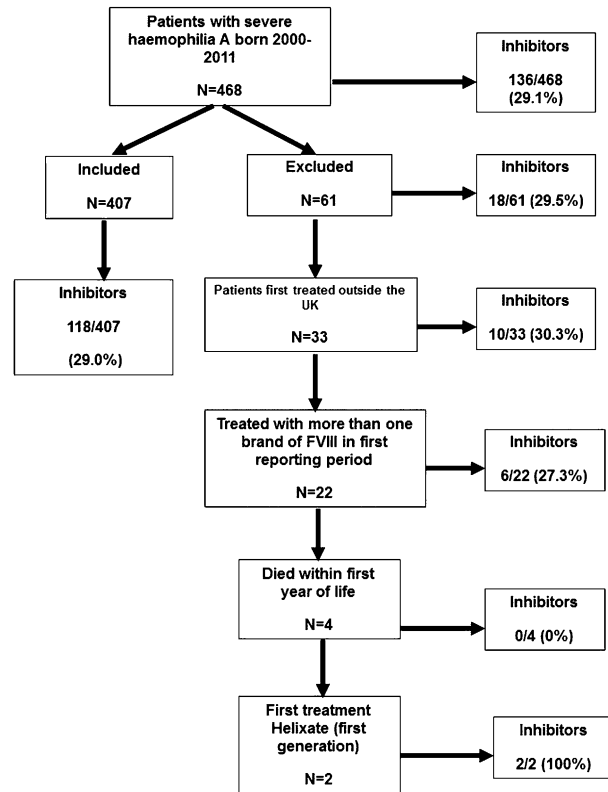 Patients with severe
haemophilia A born 2000-
2011
N=468
Inhibitors
136/468
(29.1%)
Included
N=407
Excluded
N=61
Inhibitors
18/61 (29.5%)
Inhibitors
118/407
(29.0%)
Patients first treated outside the
UK
N=33
Inhibitors
10/33 (30.3%)
Treated with more than one
brand of FVIII in first
reporting period
N=22
Inhibitors
6/22 (27.3%)
Died within first
year of life
N=4
Inhibitors
0/4 (0%)
First treatment
Helixate (first
generation)
N=2
Inhibitors
2/2 (100%)